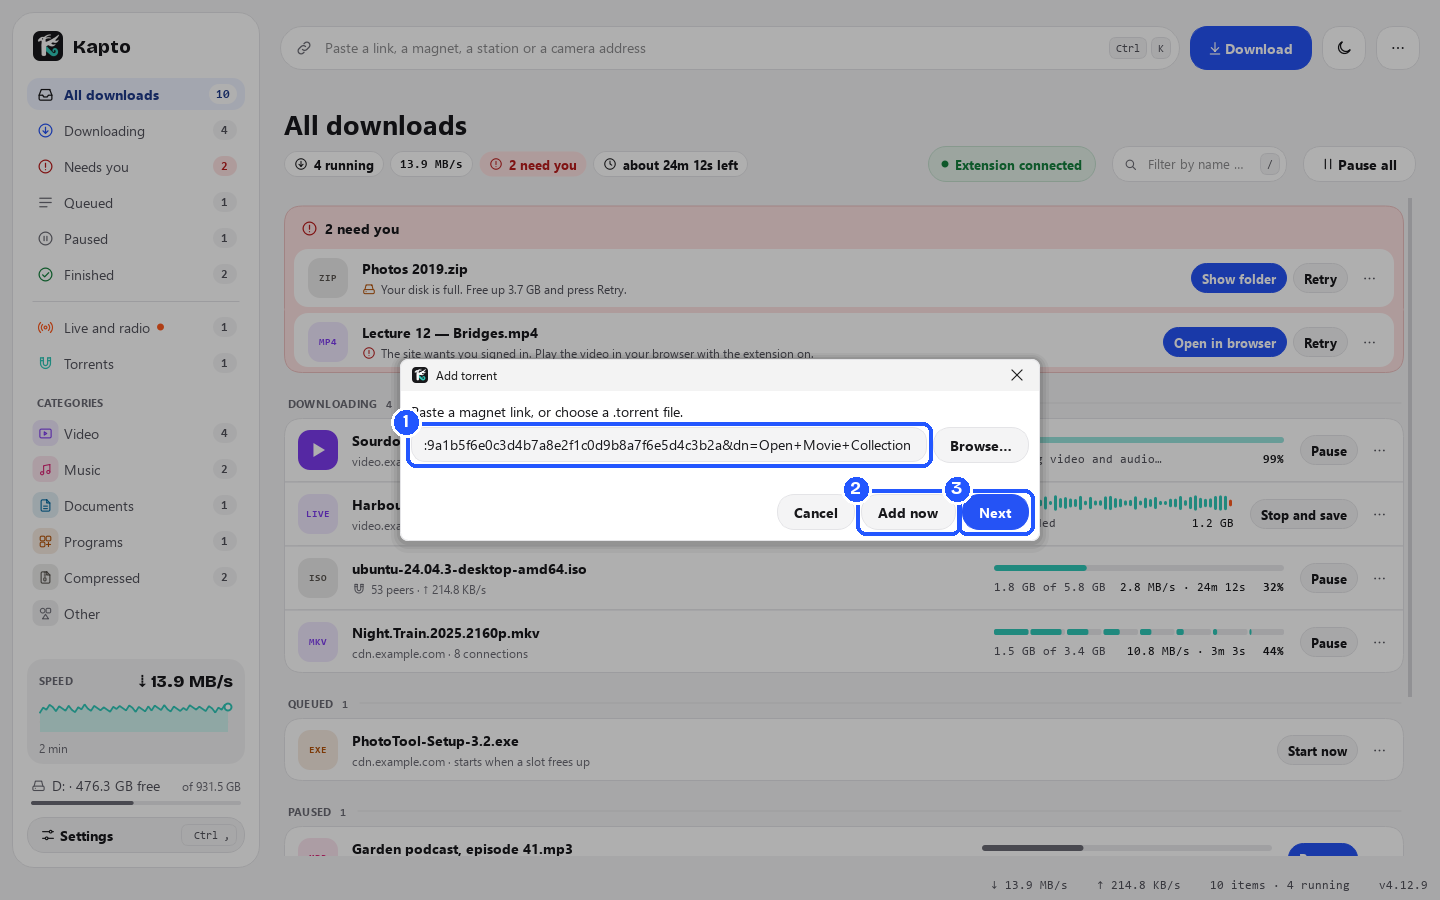 Kapto
All downloads 10
Downloading 4
Needs you 2
Queued 1
Paused 1
Finished 2
Live and radio 1
Torrents 1
CATEGORIES
Video 4
Music 2
Documents 1
Programs 1
Compressed 2
Other
SPEED ↓ 13.9 MB/s
2 min
D: · 476.3 GB free of 931.5 GB
Settings Ctrl ,
Paste a link, a magnet, a station or a camera address Ctrl K
Download
All downloads
4 running 13.9 MB/s 2 need you about 24m 12s left
Extension connected Filter by name ... / Pause all
2 need you
ZIP Photos 2019.zip
Your disk is full. Free up 3.7 GB and press Retry.
Show folder Retry
MP4 Lecture 12 — Bridges.mp4
The site wants you signed in. Play the video in your browser with the extension on.
Open in browser Retry
Add torrent
Paste a magnet link, or choose a .torrent file.
1
:9a1b5f6e0c3d4b7a8e2f1c0d9b8a7f6e5d4c3b2a&dn=Open+Movie+Collection Browse...
2 3
Cancel Add now Next
DOWNLOADING 4
Sourdo
video.exa
video and audio… 99% Pause
LIVE Harbou
video.exa
1.2 GB Stop and save
ISO ubuntu-24.04.3-desktop-amd64.iso
53 peers · ↑ 214.8 KB/s
1.8 GB of 5.8 GB 2.8 MB/s · 24m 12s 32% Pause
MKV Night.Train.2025.2160p.mkv
cdn.example.com · 8 connections
1.5 GB of 3.4 GB 10.8 MB/s · 3m 3s 44% Pause
QUEUED 1
EXE PhotoTool-Setup-3.2.exe
cdn.example.com · starts when a slot frees up
Start now
PAUSED 1
Garden podcast, episode 41.mp3
↓ 13.9 MB/s ↑ 214.8 KB/s 10 items · 4 running v4.12.9